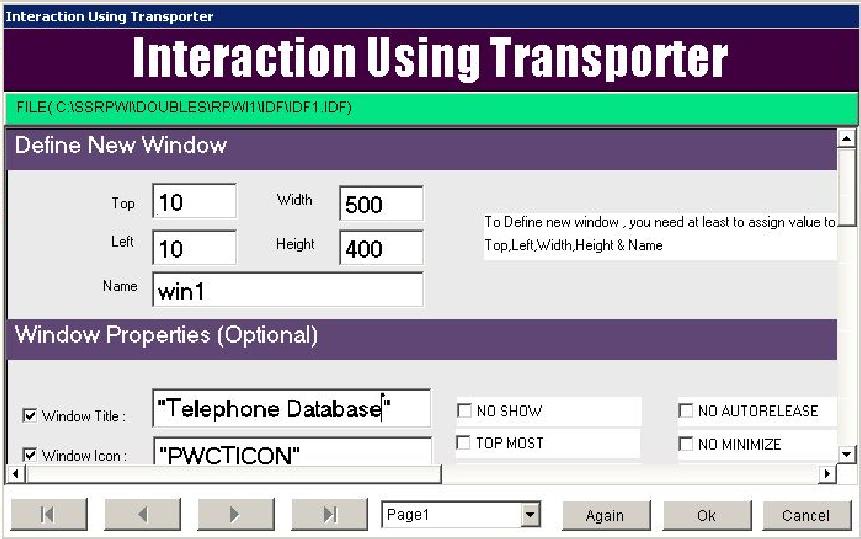 Interaction Using Transporter
Interaction Using Transporter
FILE( C:\SSRPWI\DOUBLES\RPWI1\IDF\IDF1.IDF)
Define New Window
Top 10 Width 500
Left 10 Height 400
To Define new window , you need at least to assign value to
Top,Left,Width,Height & Name
Name win1
Window Properties (Optional)
Window Title : "Telephone Database" NO SHOW NO AUTORELEASE
Window Icon : "PWCTICON" TOP MOST NO MINIMIZE
Page1 Again Ok Cancel